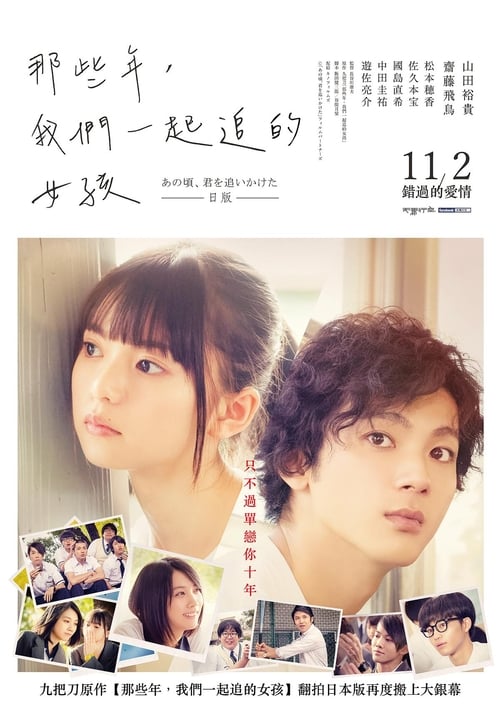 那些年，
我們一起追的
女孩
あの頃、君を追いかけた
日版
山田裕貴
齋藤飛鳥
松本穂香
佐久本宝
國島直希
中田圭祐
遊佐亮介
11/2
錯過的愛情
只不過單戀你十年
九把刀原作【那些年，我們一起追的女孩】翻拍日本版再度搬上大銀幕